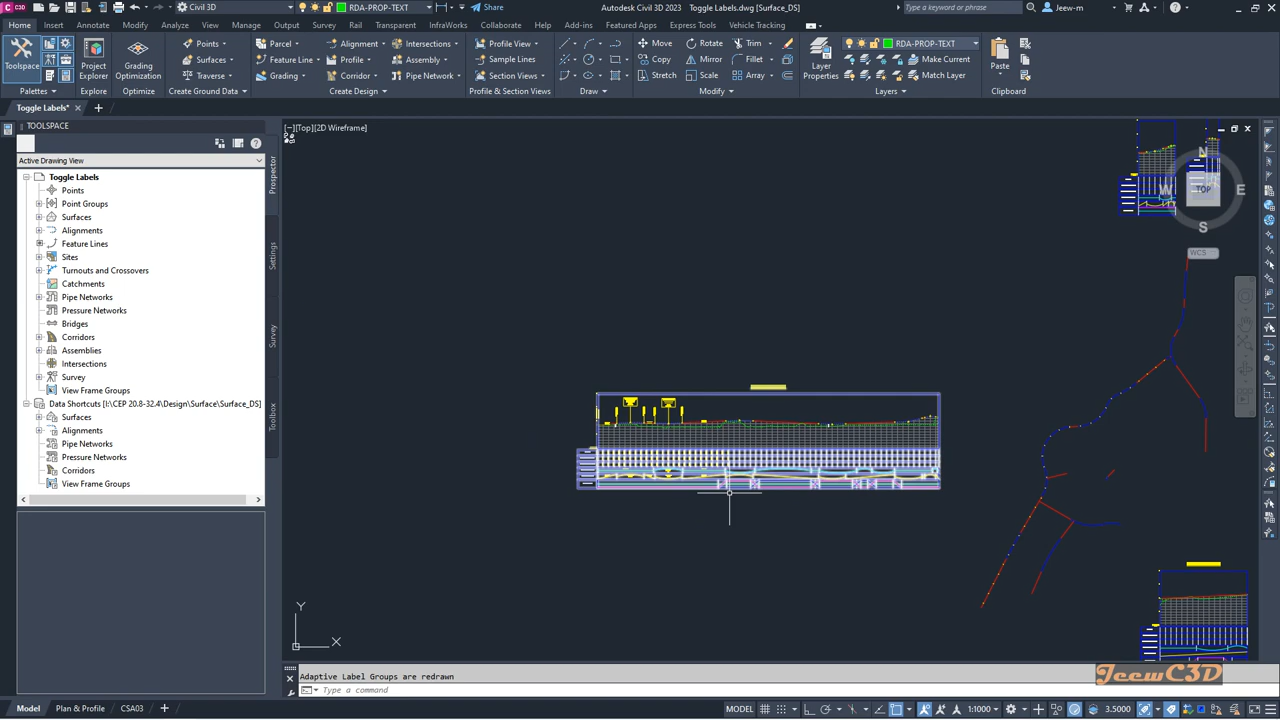 C3D
Civil 3D
RDA-PROP-TEXT
Share
Autodesk Civil 3D 2023 Toggle Labels.dwg [Surface_DS]
Type a keyword or phrase
Jeew-m
Home
Insert
Annotate
Modify
Analyze
View
Manage
Output
Survey
Rail
Transparent
InfraWorks
Collaborate
Help
Add-ins
Featured Apps
Express Tools
Vehicle Tracking
Toolspace
Project Explorer
Grading Optimization
Points
Surfaces
Traverse
Parcel
Feature Line
Grading
Alignment
Profile
Corridor
Intersections
Assembly
Pipe Network
Profile View
Sample Lines
Section Views
Move
Rotate
Trim
Copy
Mirror
Fillet
Stretch
Scale
Array
Layer Properties
RDA-PROP-TEXT
Make Current
Match Layer
Paste
Palettes
Explore
Optimize
Create Ground Data
Create Design
Profile & Section Views
Draw
Modify
Layers
Clipboard
Toggle Labels*
TOOLSPACE
Active Drawing View
Toggle Labels
Points
Point Groups
Surfaces
Alignments
Feature Lines
Sites
Turnouts and Crossovers
Catchments
Pipe Networks
Pressure Networks
Bridges
Corridors
Assemblies
Intersections
Survey
View Frame Groups
Data Shortcuts [I:\CEP 20.8-32.4\Design\Surface\Surface_DS]
Surfaces
Alignments
Pipe Networks
Pressure Networks
Corridors
View Frame Groups
Prospector
Settings
Survey
Toolbox
[−][Top][2D Wireframe]
N
W
TOP
E
S
WCS
Y
X
Adaptive Label Groups are redrawn
Type a command
JeewC3D
Model
Plan & Profile
CSA03
MODEL
1:1000
3.5000